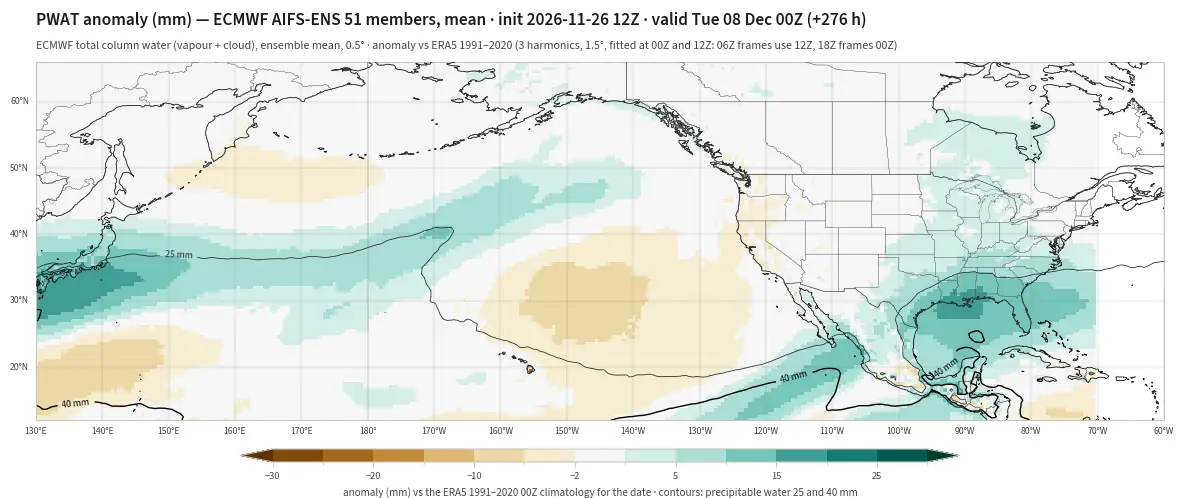 PWAT anomaly (mm) — ECMWF AIFS-ENS 51 members, mean · init 2026-11-26 12Z · valid Tue 08 Dec 00Z (+276 h)
ECMWF total column water (vapour + cloud), ensemble mean, 0.5° · anomaly vs ERA5 1991–2020 (3 harmonics, 1.5°, fitted at 00Z and 12Z: 06Z frames use 12Z, 18Z frames 00Z)
60°N
50°N
40°N
25 mm
30°N
20°N
40 mm
40 mm
40 mm
130°E 140°E 150°E 160°E 170°E 180° 170°W 160°W 150°W 140°W 130°W 120°W 110°W 100°W 90°W 80°W 70°W 60°W
−30 −20 −10 −2 5 15 25
anomaly (mm) vs the ERA5 1991–2020 00Z climatology for the date · contours: precipitable water 25 and 40 mm